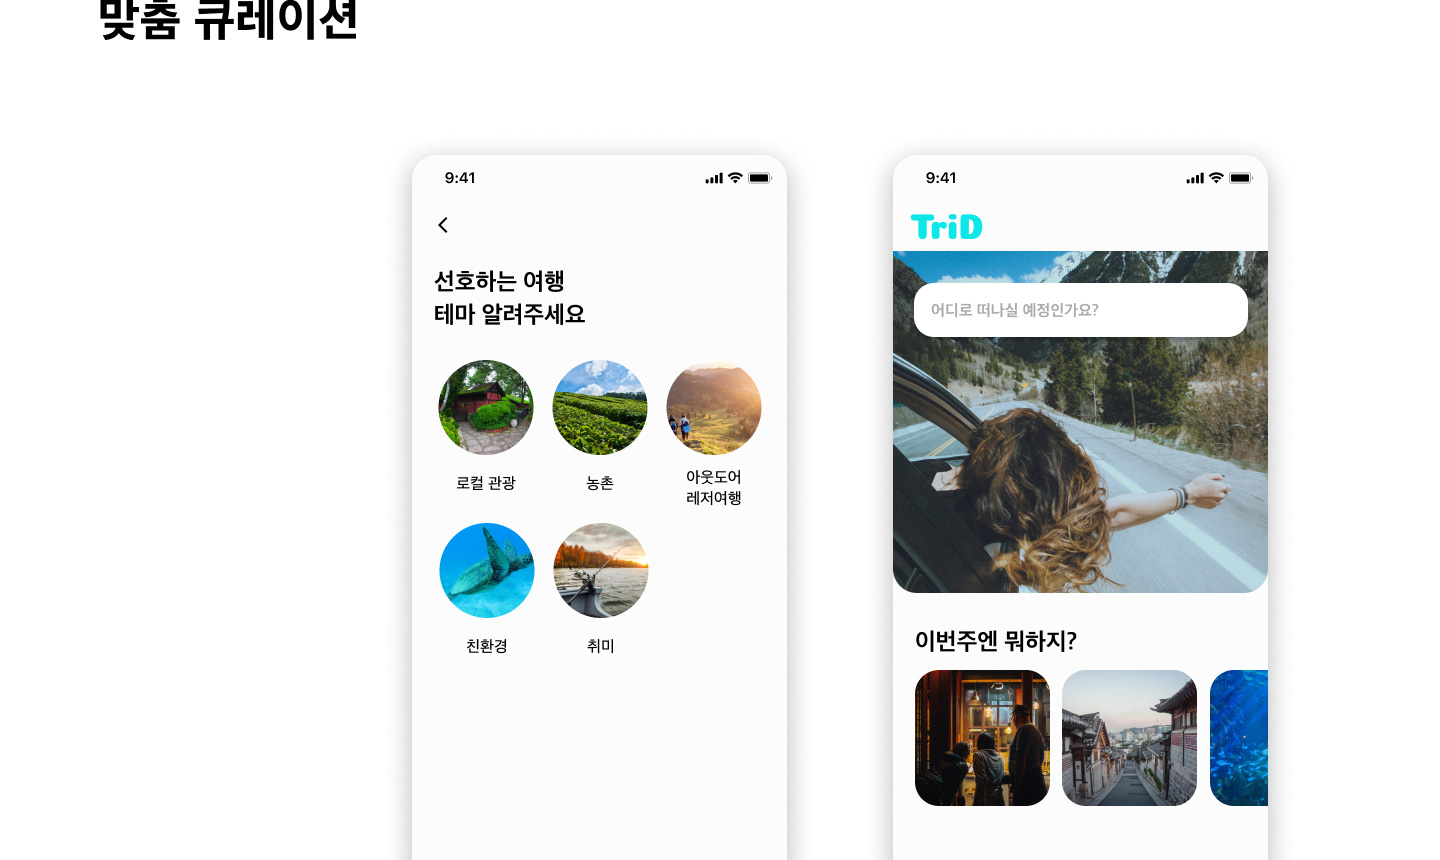 맞춤 큐레이션
9:41
선호하는 여행
테마 알려주세요
로컬 관광
농촌
아웃도어
레저여행
친환경
취미
9:41
TriD
어디로 떠나실 예정인가요?
이번주엔 뭐하지?